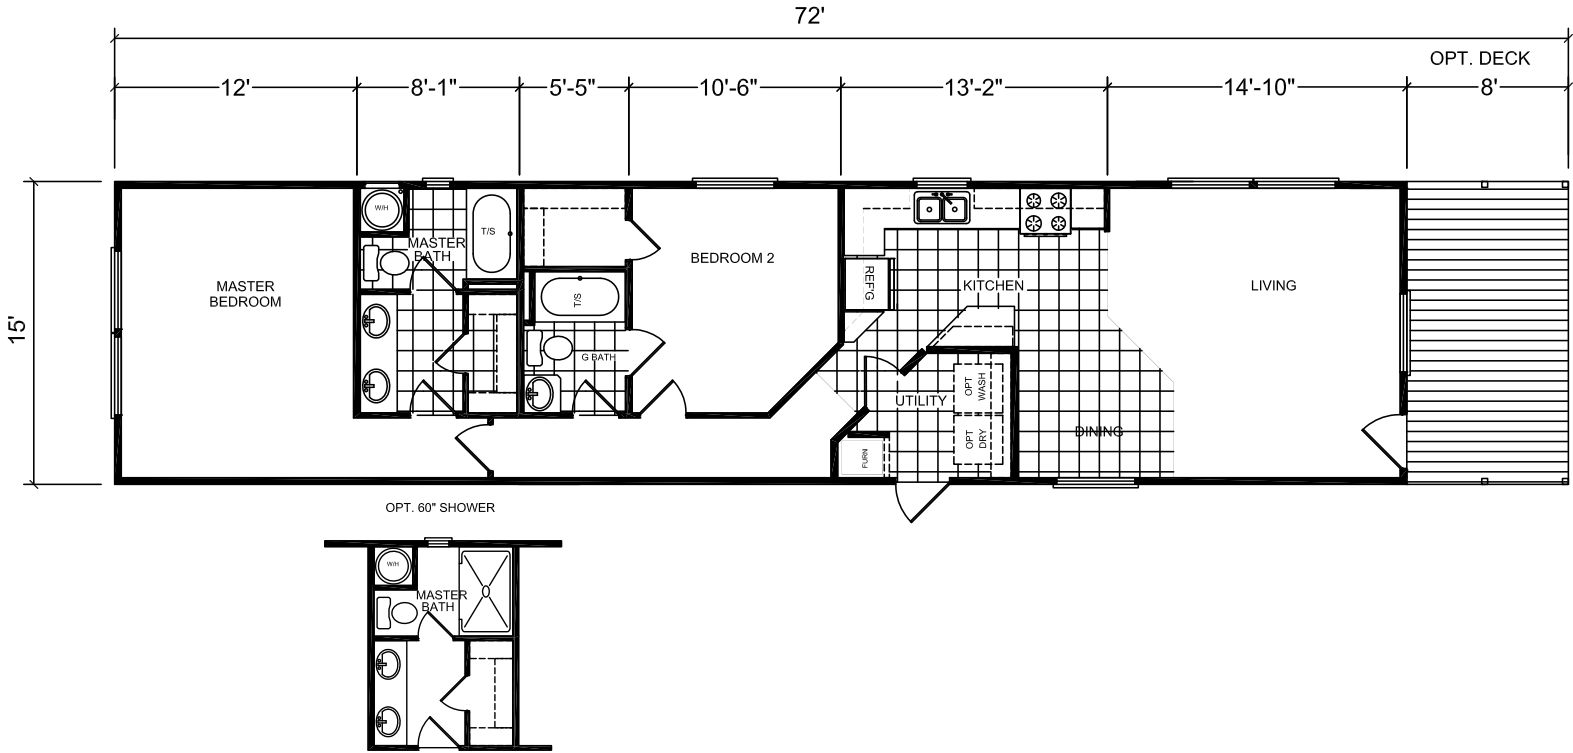 72'
OPT. DECK
12'
8'-1"
5'-5"
10'-6"
13'-2"
14'-10"
8'
15'
W/H
MASTER
BATH
T/S
BEDROOM 2
MASTER
BEDROOM
T/S
G BATH
REF'G
KITCHEN
LIVING
UTILITY
OPT
WASH
OPT
DRY
DINING
FURN
OPT. 60" SHOWER
W/H
MASTER
BATH